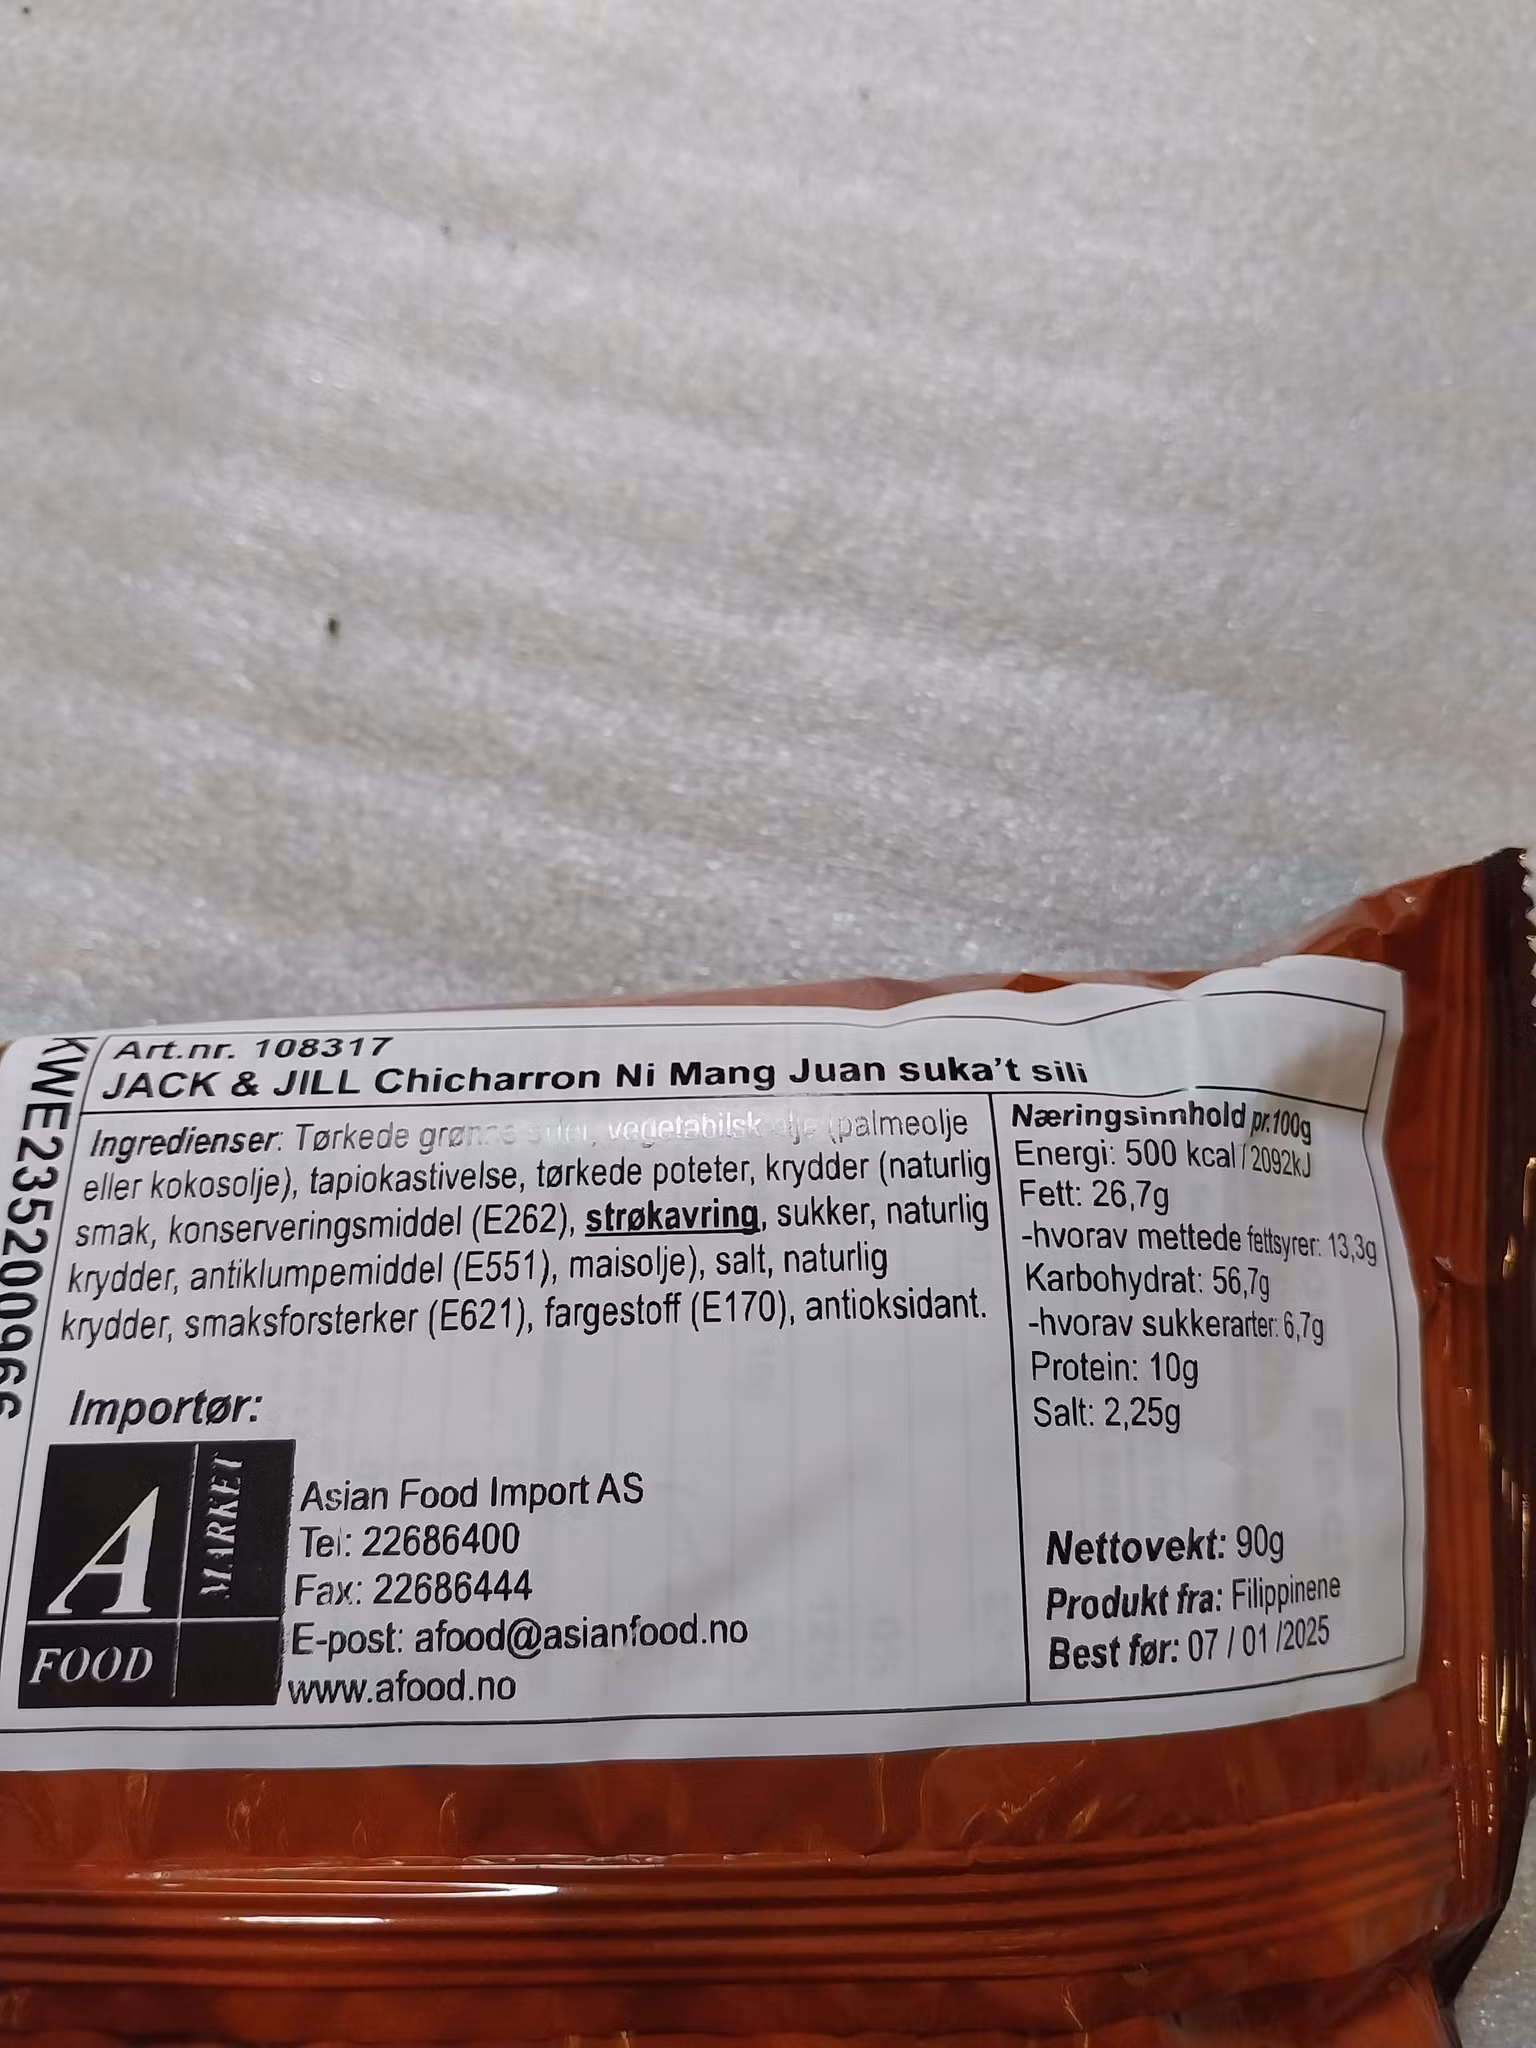 KWE23520096
Art.nr. 108317
JACK & JILL Chicharron Ni Mang Juan suka't sili
Ingredienser: Tørkede grønne vegetabilsk olje (palmeolje
eller kokosolje), tapiokastivelse, tørkede poteter, krydder (naturlig
smak, konserveringsmiddel (E262), strøkavring, sukker, naturlig
krydder, antiklumpemiddel (E551), maisolje), salt, naturlig
krydder, smaksforsterker (E621), fargestoff (E170), antioksidant.
Næringsinnhold pr.100g
Energi: 500 kcal / 2092kJ
Fett: 26,7g
-hvorav mettede fettsyrer: 13,3g
Karbohydrat: 56,7g
-hvorav sukkerarter: 6,7g
Protein: 10g
Salt: 2,25g
Importør:
A
MARKET
FOOD
Asian Food Import AS
Tel: 22686400
Fax: 22686444
E-post: afood@asianfood.no
www.afood.no
Nettovekt: 90g
Produkt fra: Filippinene
Best før: 07 / 01 /2025